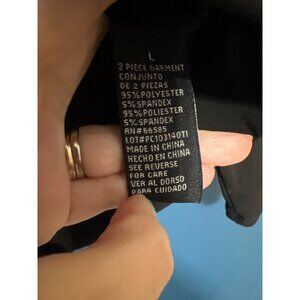 L
2 PIECE GARMENT
CONJUNTO
DE 2 PIEZAS
95%POLYESTER
5%SPANDEX
95%POLYESTER
5%SPANDEX
RN#66585
LOT#PC103140TI
MADE IN CHINA
HECHO EN CHINA
SEE REVERSE
FOR CARE
VER AL DORSO
PARA CUIDADO